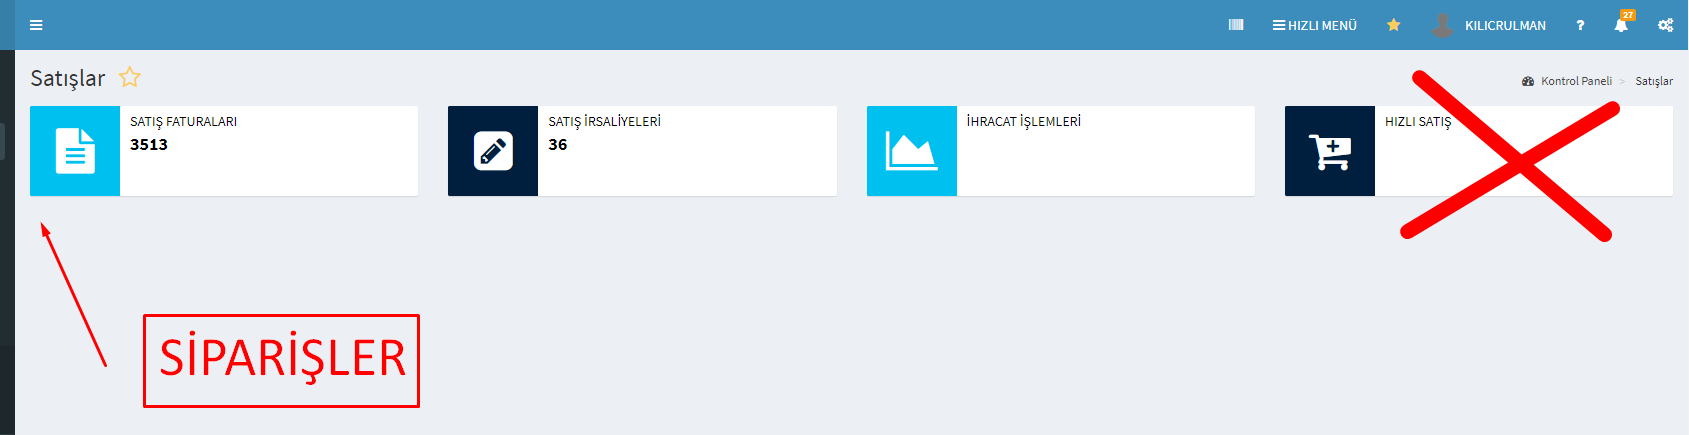 HIZLI MENÜ
KILICRULMAN
?
27
Satışlar
Kontrol Paneli > Satışlar
SATIŞ FATURALARI
3513
SATIŞ İRSALİYELERİ
36
İHRACAT İŞLEMLERİ
HIZLI SATIŞ
SİPARİŞLER